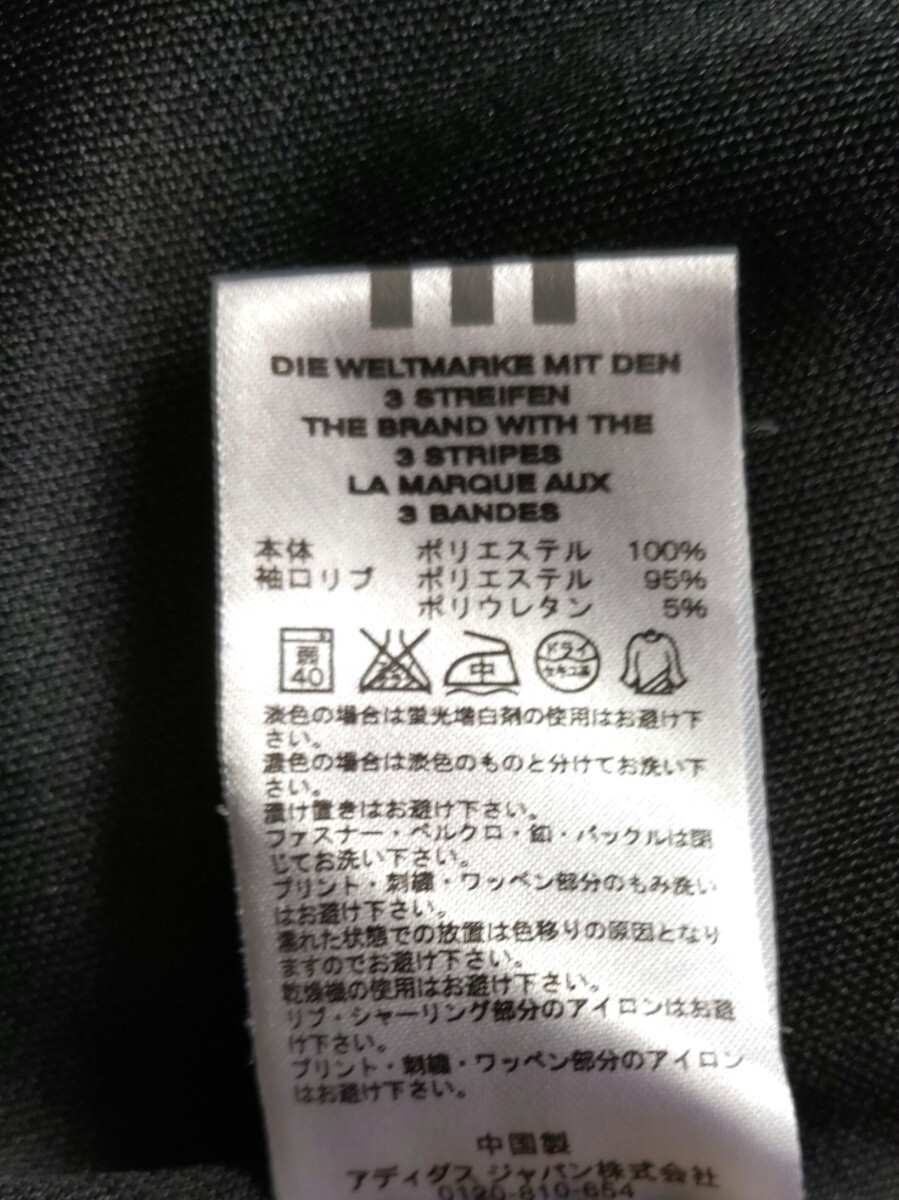 DIE WELTMARKE MIT DEN
3 STREIFEN
THE BRAND WITH THE
3 STRIPES
LA MARQUE AUX
3 BANDES
本体 ポリエステル 100%
袖口リブ ポリエステル 95%
ポリウレタン 5%
弱 中 ドライ
40 セキユ系
淡色の場合は蛍光増白剤の使用はお避け下
さい。
濃色の場合は淡色のものと分けてお洗い下
さい。
漬け置きはお避け下さい。
ファスナー・ベルクロ・釦・バックルは閉
じてお洗い下さい。
プリント・刺繍・ワッペン部分のもみ洗い
はお避け下さい。
濡れた状態での放置は色移りの原因となり
ますのでお避け下さい。
乾燥機の使用はお避け下さい。
リブ・シャーリング部分のアイロンはお避
け下さい。
プリント・刺繍・ワッペン部分のアイロン
はお避け下さい。
中国製
アディダス ジャパン株式会社
0120-810-654